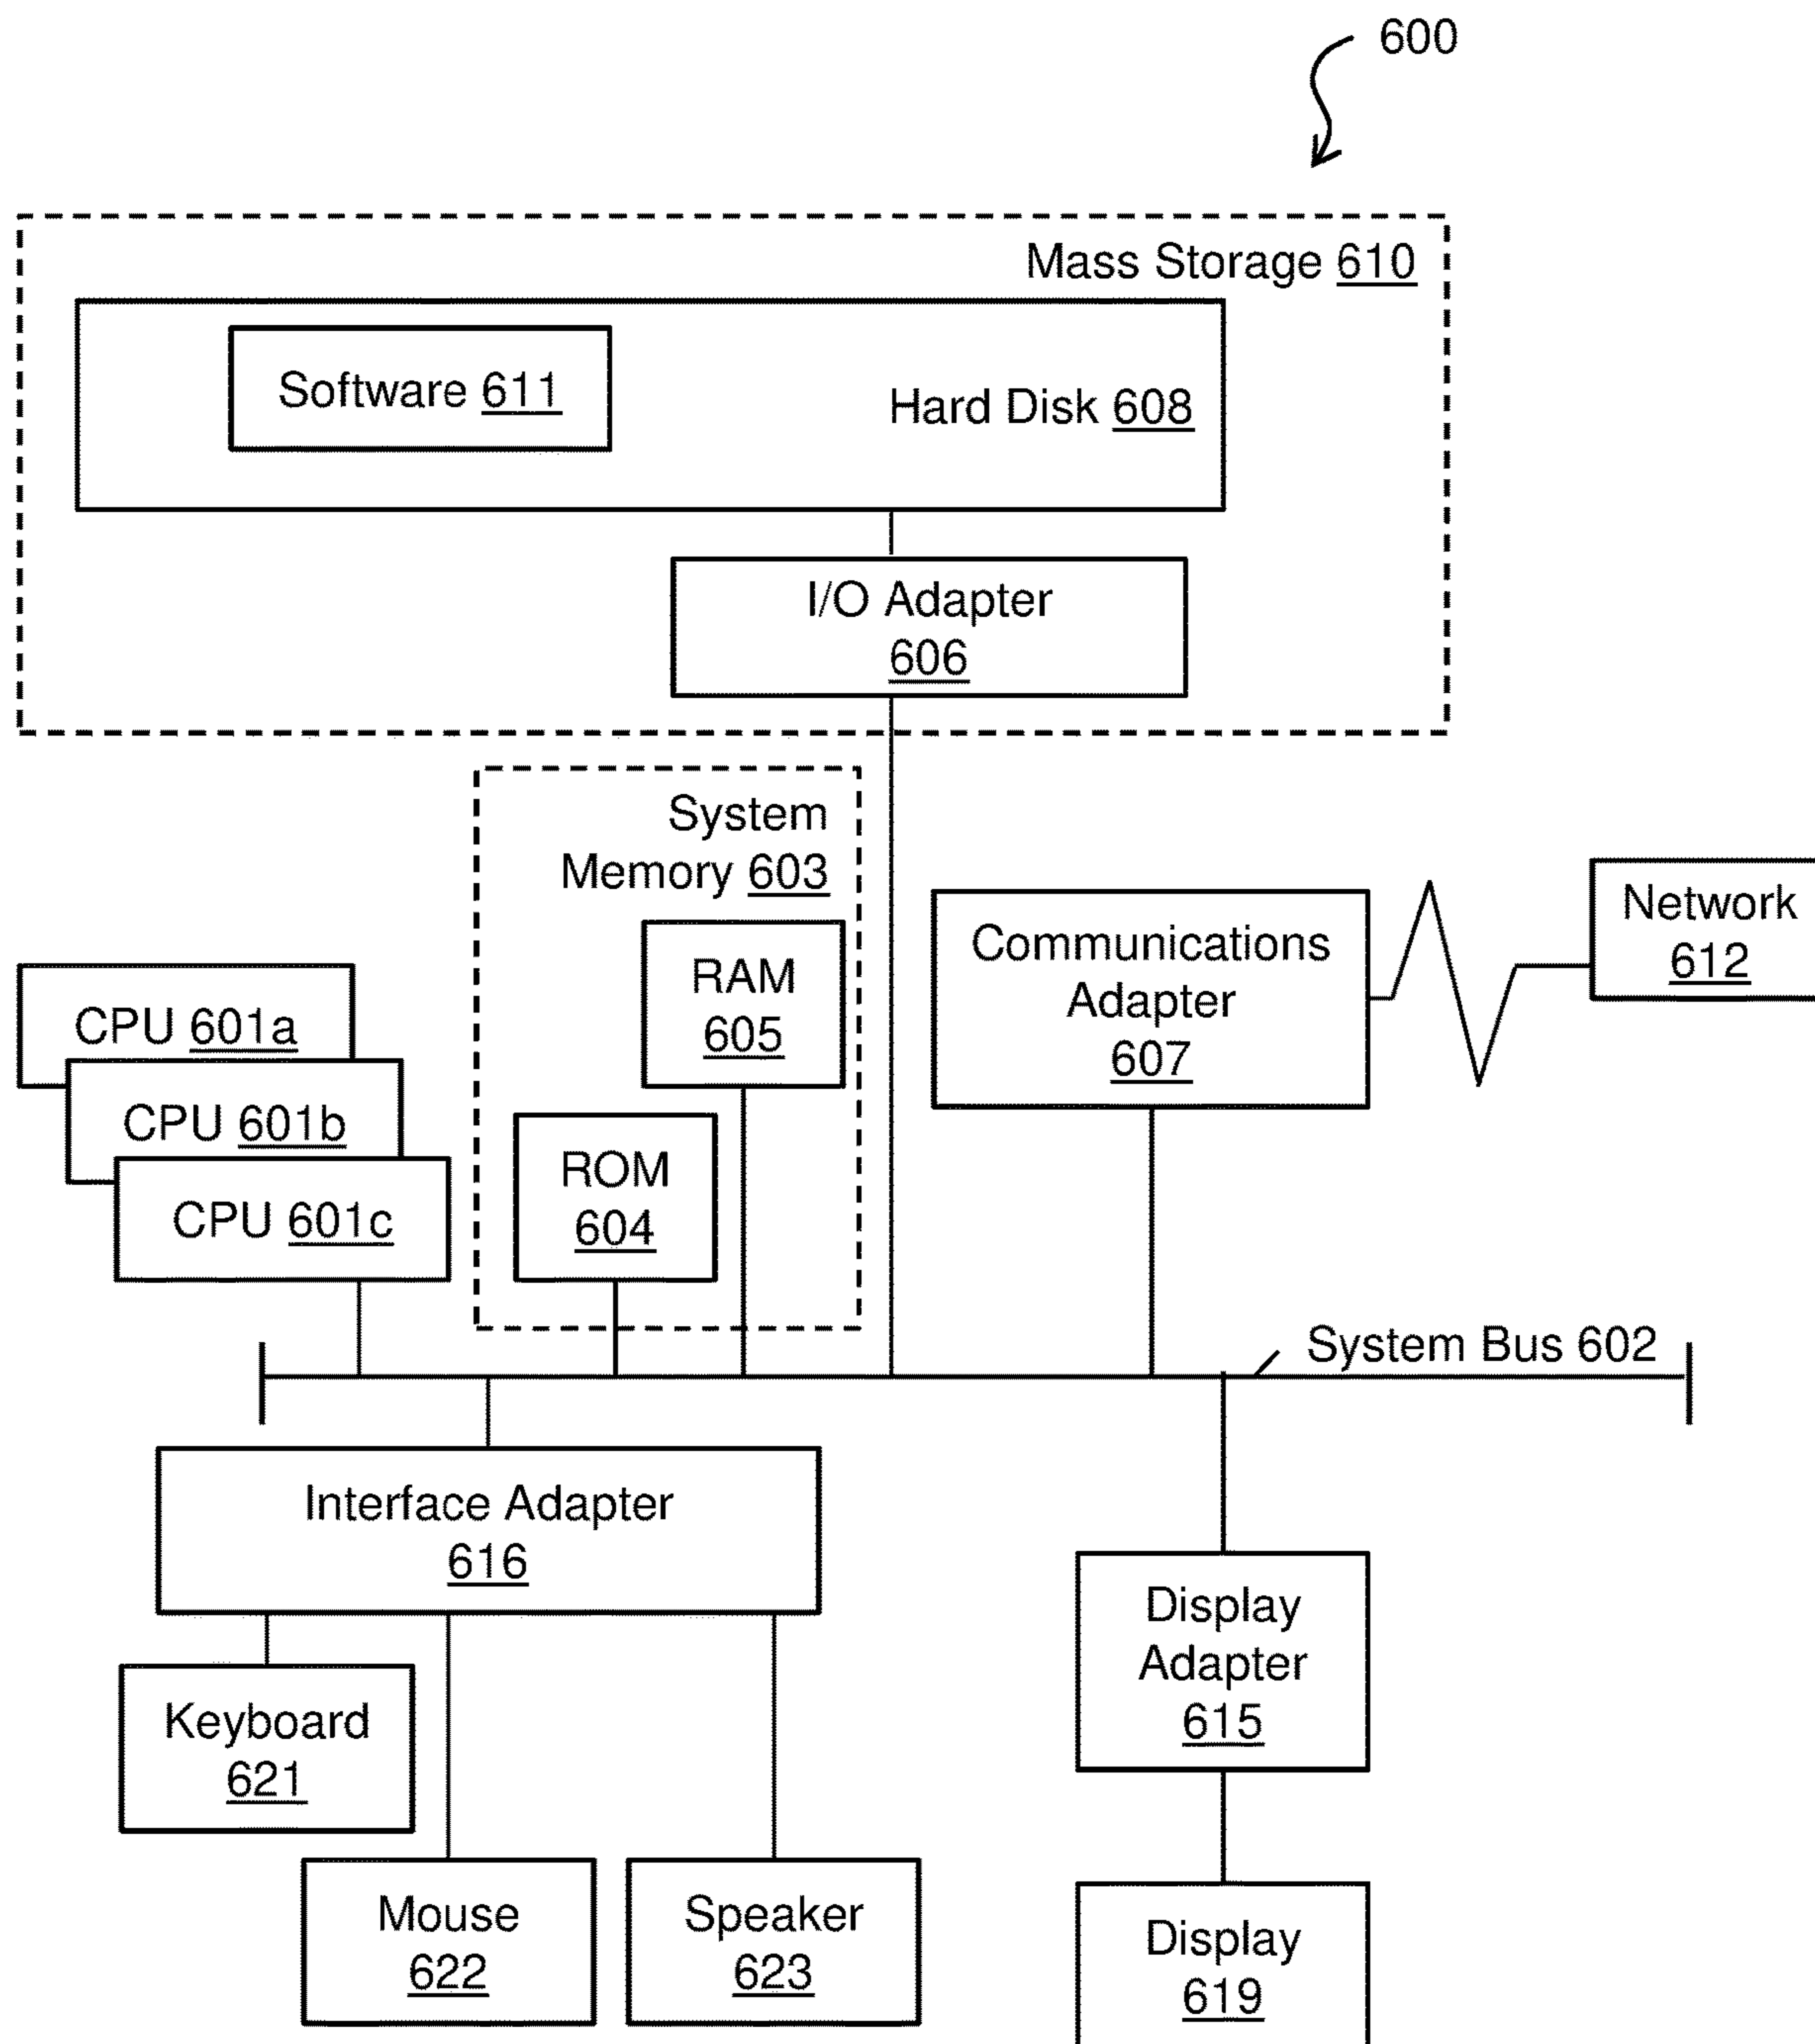 600
Mass Storage 610
Software 611
Hard Disk 608
I/O Adapter
606
System
Memory 603
RAM
605
ROM
604
Communications
Adapter
607
Network
612
CPU 601a
CPU 601b
CPU 601c
System Bus 602
Interface Adapter
616
Keyboard
621
Mouse
622
Speaker
623
Display
Adapter
615
Display
619